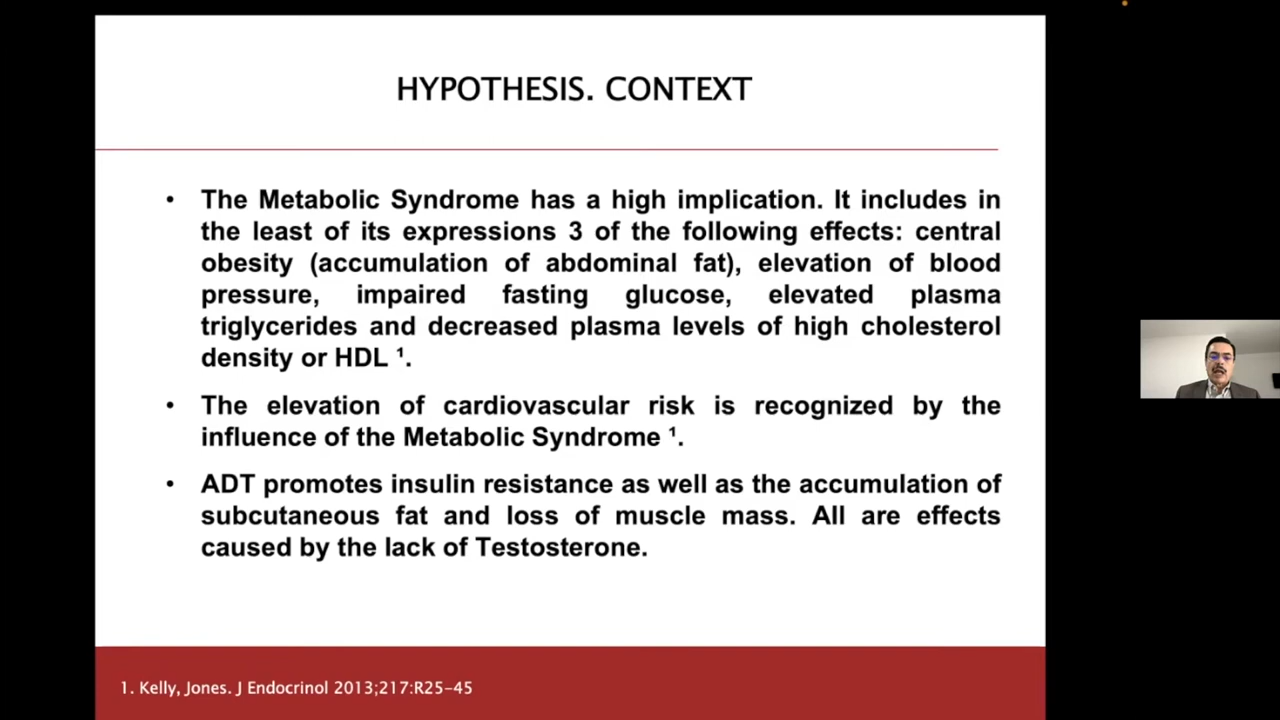 HYPOTHESIS. CONTEXT
• The Metabolic Syndrome has a high implication. It includes in
the least of its expressions 3 of the following effects: central
obesity (accumulation of abdominal fat), elevation of blood
pressure, impaired fasting glucose, elevated plasma
triglycerides and decreased plasma levels of high cholesterol
density or HDL ¹.
• The elevation of cardiovascular risk is recognized by the
influence of the Metabolic Syndrome ¹.
• ADT promotes insulin resistance as well as the accumulation of
subcutaneous fat and loss of muscle mass. All are effects
caused by the lack of Testosterone.
1. Kelly, Jones. J Endocrinol 2013;217:R25-45